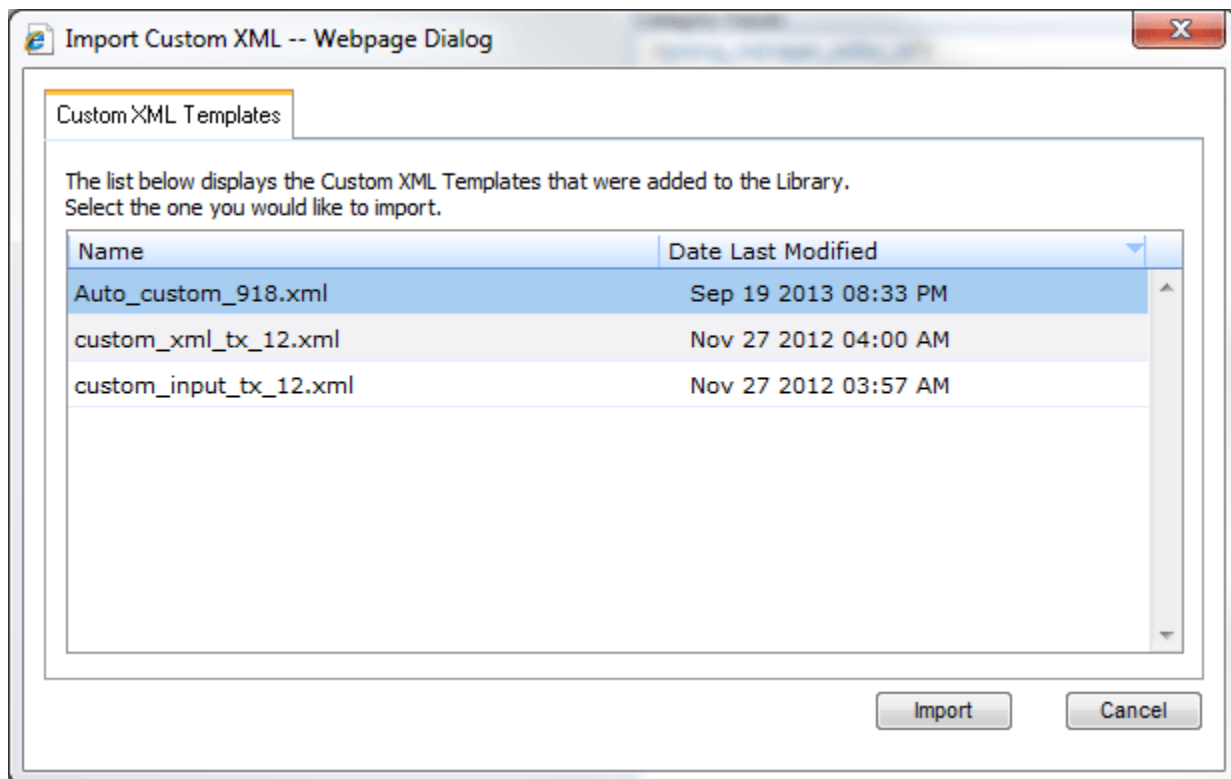 Import Custom XML -- Webpage Dialog
Custom XML Templates
The list below displays the Custom XML Templates that were added to the Library.
Select the one you would like to import.
Name Date Last Modified
Auto_custom_918.xml Sep 19 2013 08:33 PM
custom_xml_tx_12.xml Nov 27 2012 04:00 AM
custom_input_tx_12.xml Nov 27 2012 03:57 AM
Import Cancel